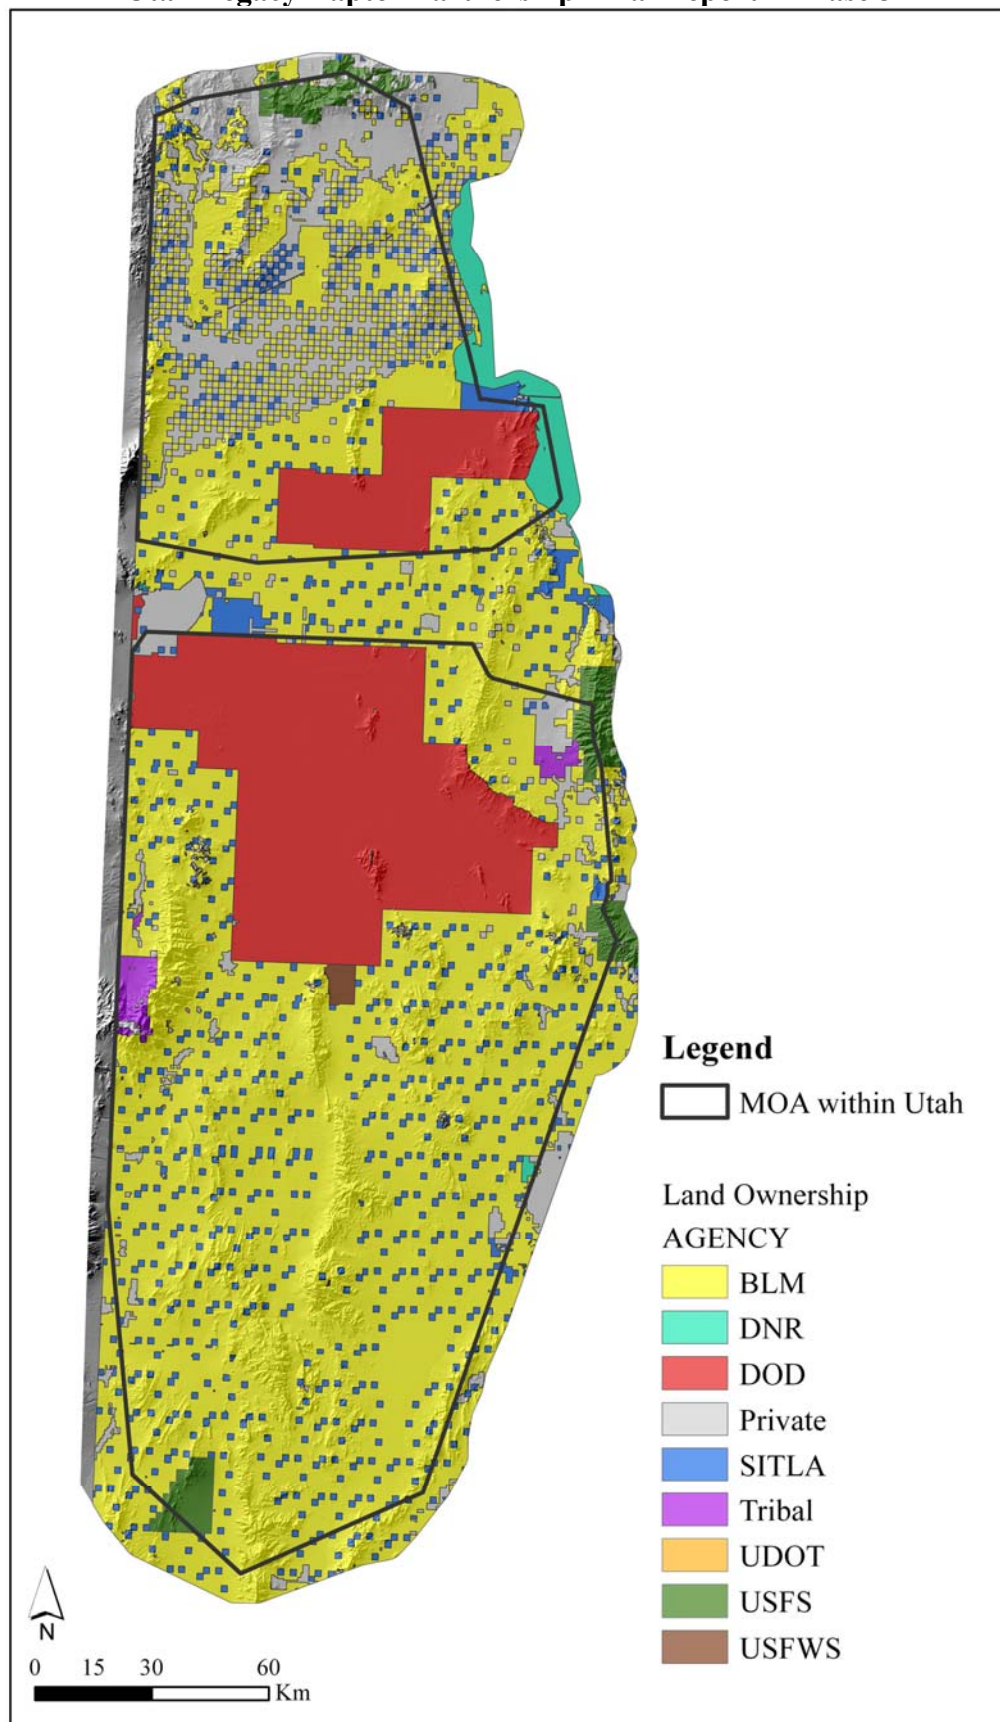 Legend
MOA within Utah
Land Ownership
AGENCY
BLM
DNR
DOD
Private
SITLA
Tribal
UDOT
USFS
USFWS
N
0 15 30 60
Km